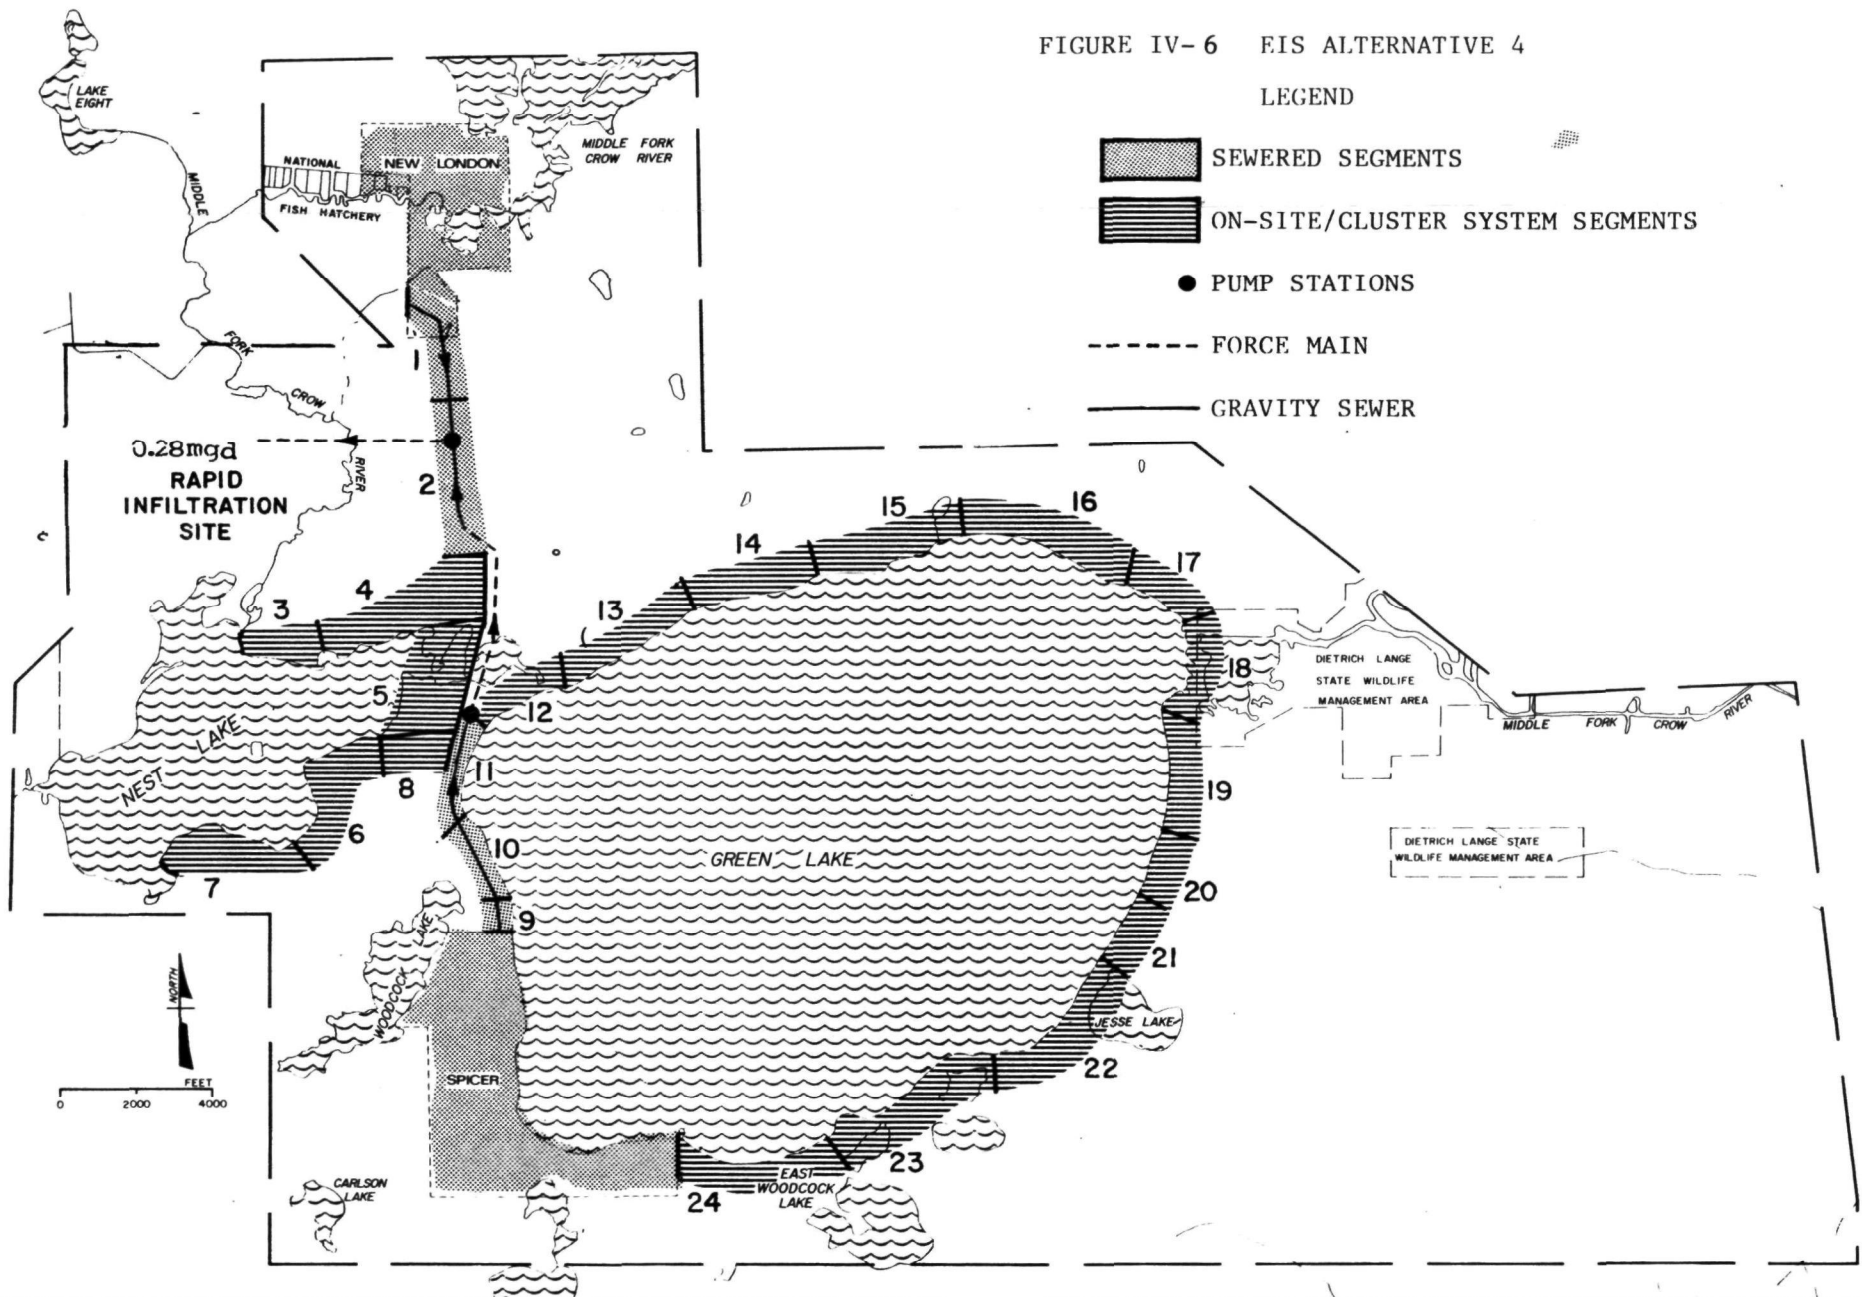 FIGURE IV-6 EIS ALTERNATIVE 4
LEGEND
SEWERED SEGMENTS
ON-SITE/CLUSTER SYSTEM SEGMENTS
PUMP STATIONS
FORCE MAIN
GRAVITY SEWER
LAKE
EIGHT
MIDDLE
FORK
CROW
RIVER
NATIONAL
FISH HATCHERY
NEW LONDON
MIDDLE FORK
CROW RIVER
1
0.28mgd
RAPID
INFILTRATION
SITE
2
3
4
5
6
7
8
9
10
11
12
13
14
15
16
17
18
19
20
21
22
23
24
NEST LAKE
GREEN LAKE
WOODCOCK LAKE
SPICER
JESSE LAKE
EAST
WOODCOCK
LAKE
CARLSON
LAKE
DIETRICH LANGE
STATE WILDLIFE
MANAGEMENT AREA
MIDDLE FORK CROW RIVER
DIETRICH LANGE STATE
WILDLIFE MANAGEMENT AREA
NORTH
FEET
0 2000 4000